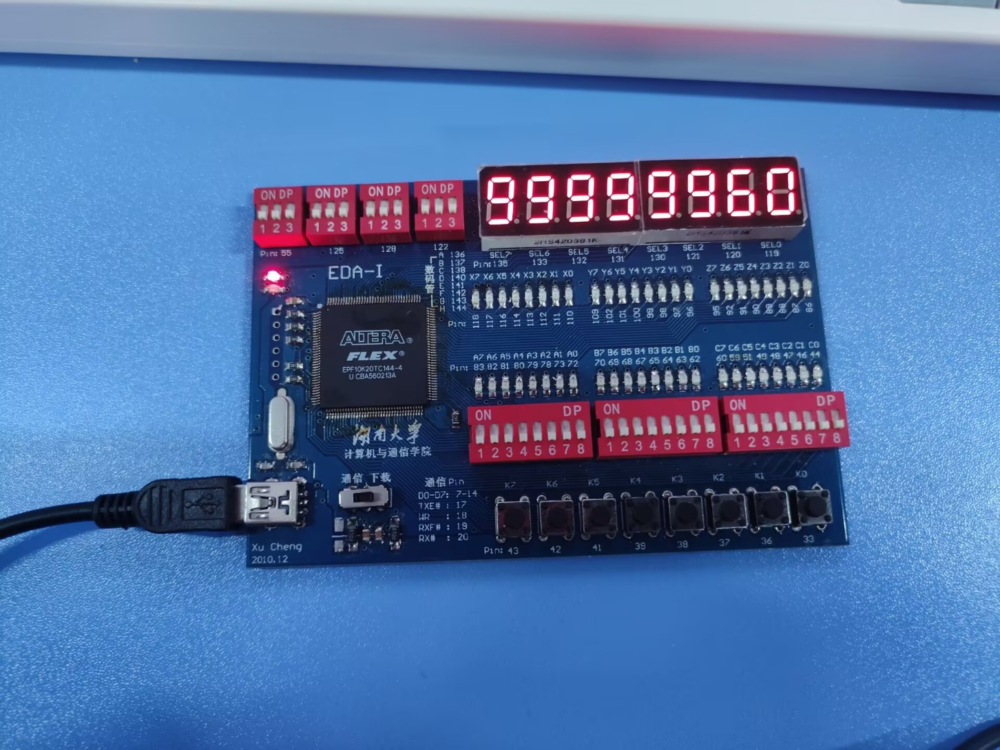 99999960
ON DP ON DP ON DP ON DP
1 2 3 1 2 3 1 2 3 1 2 3
Pin: 55 125 128 122
SEL7 SEL6 SEL5 SEL4 SEL3 SEL2 SEL1 SEL0
Pin:135 133 132 131 130 121 120 119
数码管
A 136
B 137
C 138
D 140
E 141
F 142
G 143
H 144
EDA-I
X7 X6 X5 X4 X3 X2 X1 X0 Y7 Y6 Y5 Y4 Y3 Y2 Y1 Y0 Z7 Z6 Z5 Z4 Z3 Z2 Z1 Z0
Pin: 118 117 116 114 113 112 111 110 109 102 101 100 99 98 97 96 95 92 91 90 89 88 87 86
ALTERA®
FLEX®
EPF10K20TC144-4
U CBA560213A
A7 A6 A5 A4 A3 A2 A1 A0 B7 B6 B5 B4 B3 B2 B1 B0 C7 C6 C5 C4 C3 C2 C1 C0
Pin: 83 82 81 80 79 78 73 72 70 69 68 67 65 64 63 62 60 59 51 49 48 47 46 44
ON DP ON DP ON DP
1 2 3 4 5 6 7 8 1 2 3 4 5 6 7 8 1 2 3 4 5 6 7 8
湖南大学
计算机与通信学院
通信 下载
通信Pin
D0-D7: 7-14
TXE# : 17
WR : 18
RXF# : 19
RX# : 20
K7 K6 K5 K4 K3 K2 K1 K0
Pin: 43 42 41 39 38 37 36 33
Xu Cheng
2010.12